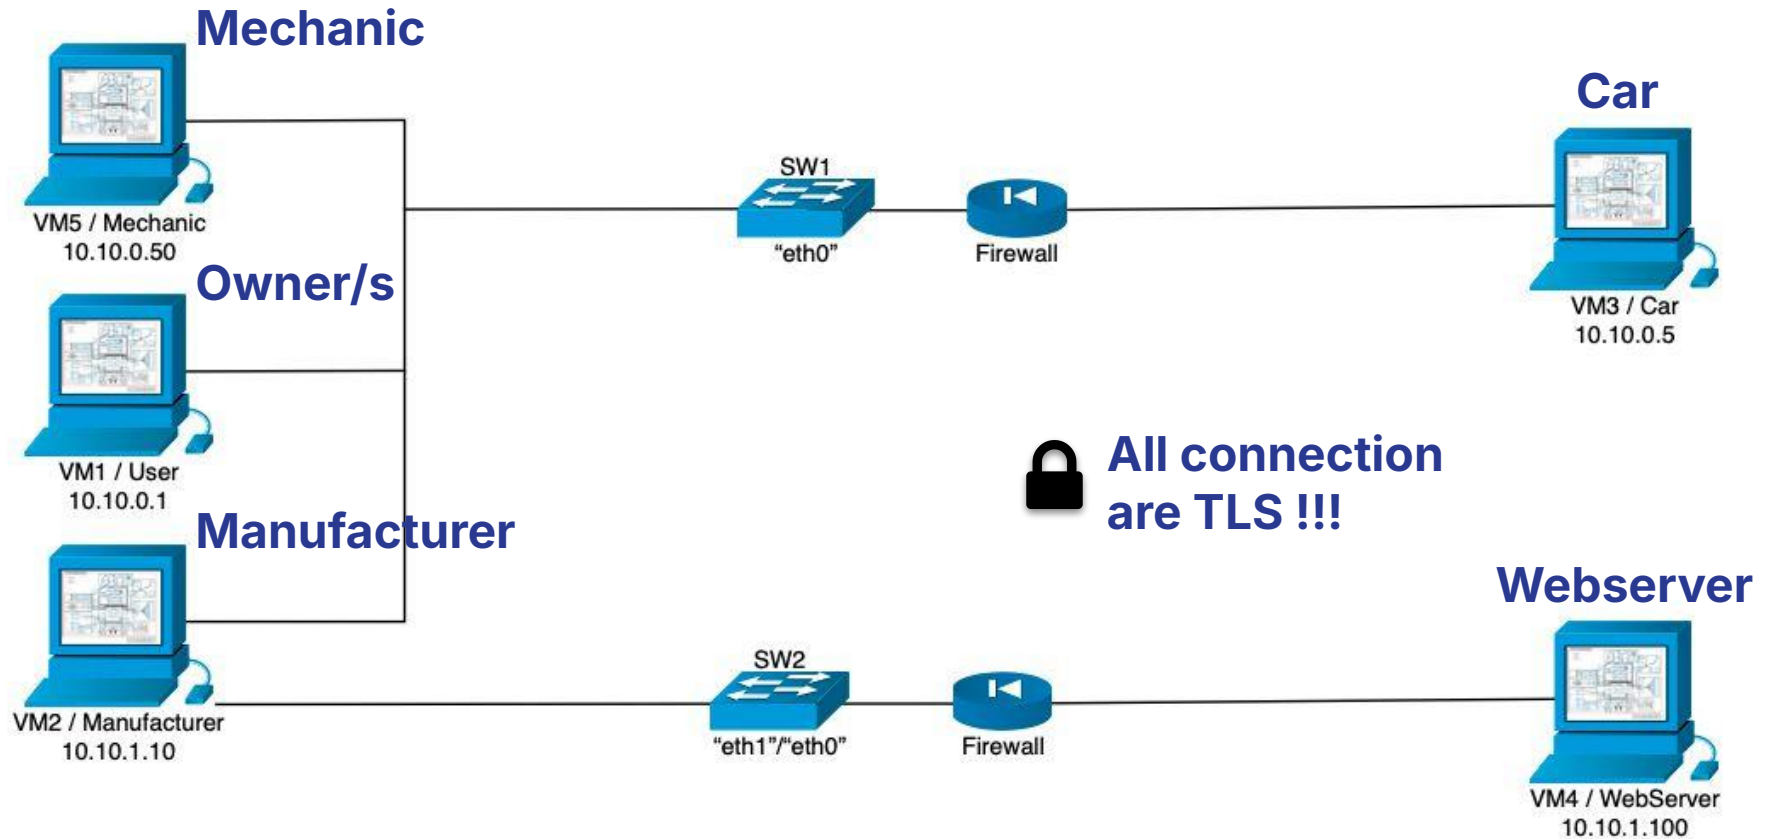 Mechanic
VM5 / Mechanic
10.10.0.50
Owner/s
VM1 / User
10.10.0.1
Manufacturer
VM2 / Manufacturer
10.10.1.10
SW1
"eth0"
Firewall
Car
VM3 / Car
10.10.0.5
All connection
are TLS !!!
SW2
"eth1"/"eth0"
Firewall
Webserver
VM4 / WebServer
10.10.1.100